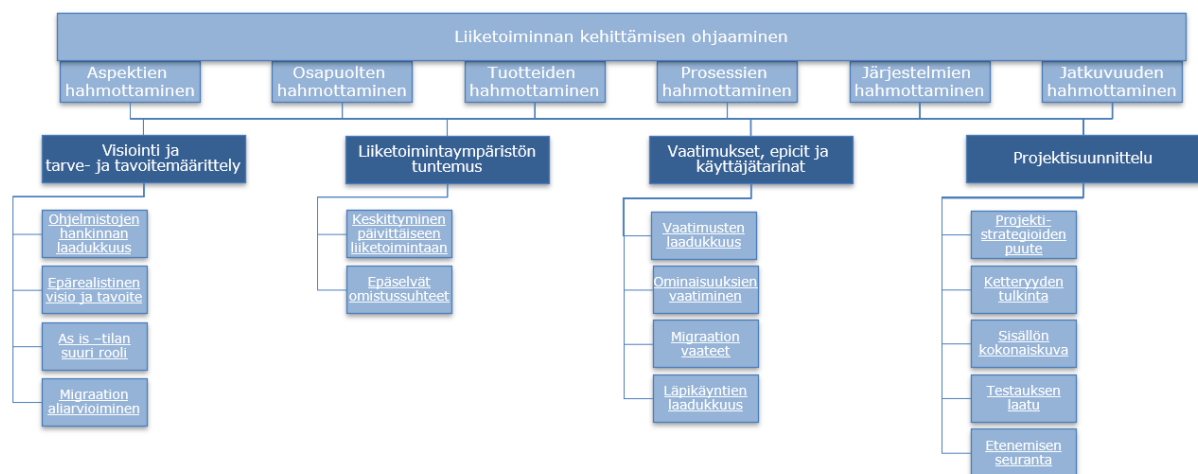 Liiketoiminnan kehittämisen ohjaaminen
Aspektien
hahmottaminen
Osapuolten
hahmottaminen
Tuotteiden
hahmottaminen
Prosessien
hahmottaminen
Järjestelmien
hahmottaminen
Jatkuvuuden
hahmottaminen
Visiointi ja
tarve- ja tavoitemäärittely
Liiketoimintaympäristön
tuntemus
Vaatimukset, epicit ja
käyttäjätarinat
Projektisuunnittelu
Ohjelmistojen
hankinnan
laadukkuus
Epärealistinen
visio ja tavoite
As is –tilan
suuri rooli
Migraation
aliarvioiminen
Keskittyminen
päivittäiseen
liiketoimintaan
Epäselvät
omistussuhteet
Vaatimusten
laadukkuus
Ominaisuuksien
vaatiminen
Migraation
vaateet
Läpikäyntien
laadukkuus
Projekti-
strategioiden
puute
Ketteryyden
tulkinta
Sisällön
kokonaiskuva
Testauksen
laatu
Etenemisen
seuranta